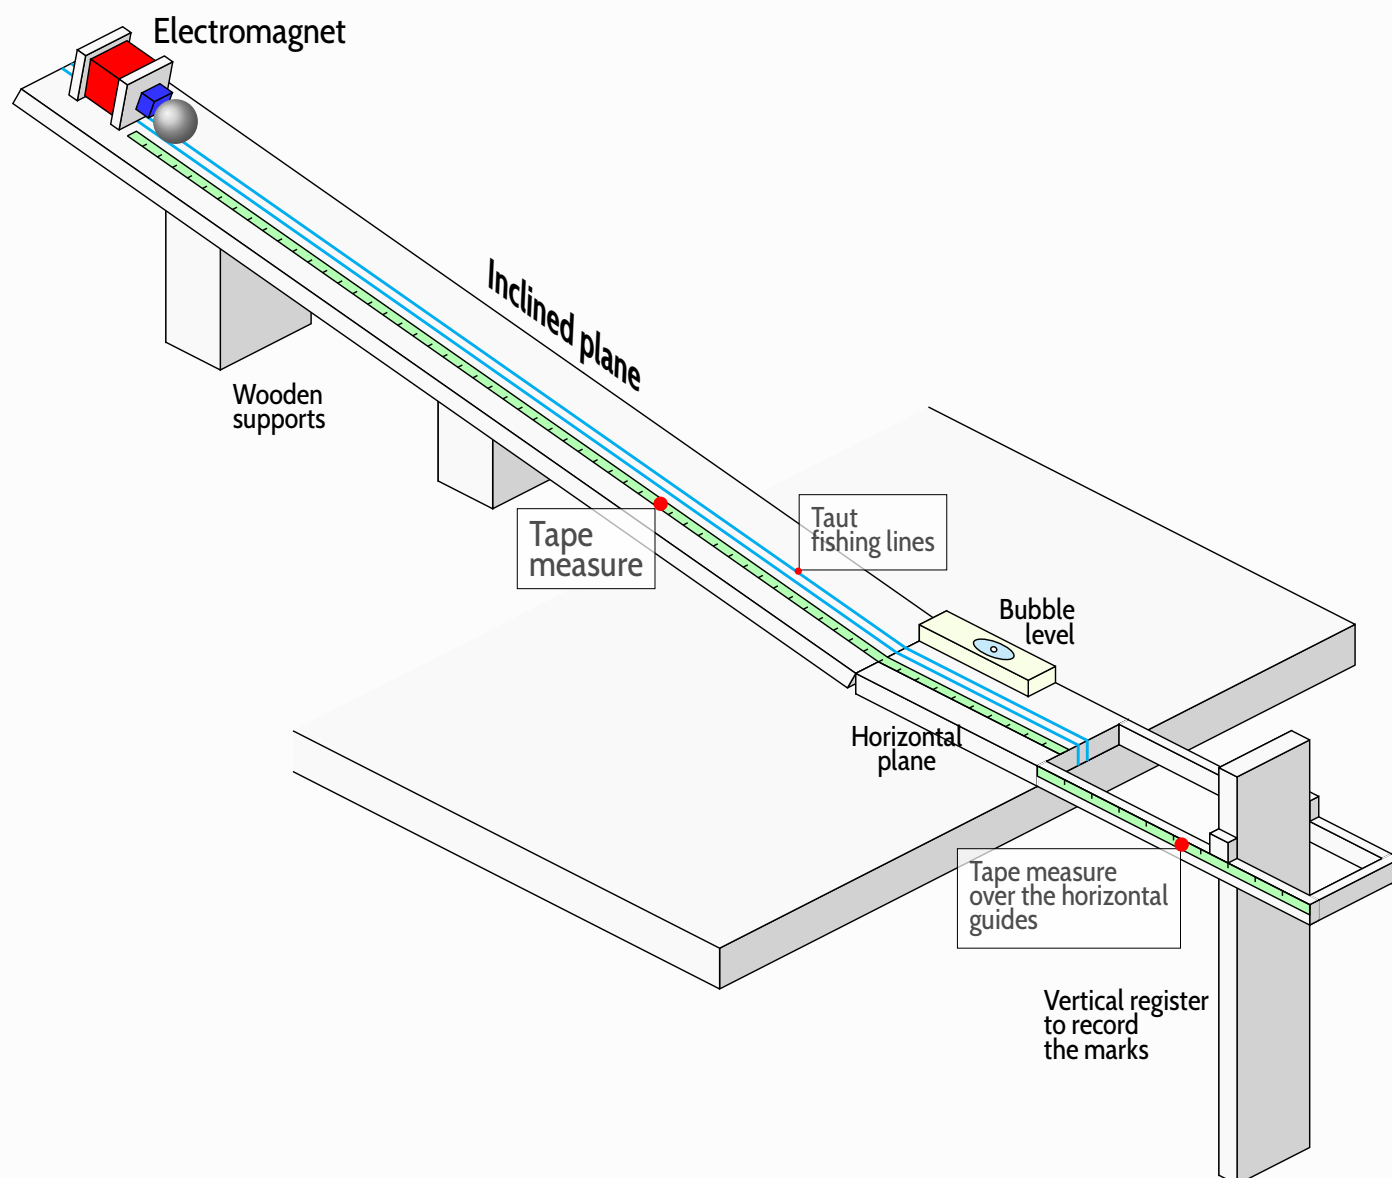 Electromagnet
Inclined plane
Wooden
supports
Tape
measure
Taut
fishing lines
Bubble
level
Horizontal
plane
Tape measure
over the horizontal
guides
Vertical register
to record
the marks